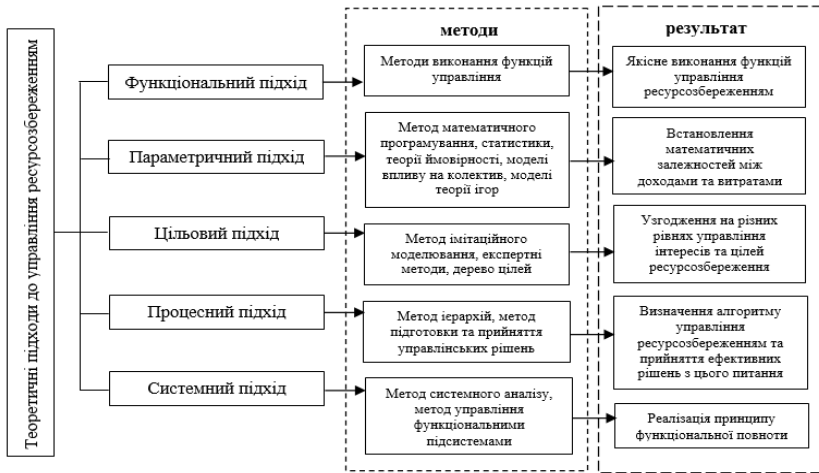 Теоретичні підходи до управління ресурсозбереженням
методи
результат
Функціональний підхід
Методи виконання функцій
управління
Якісне виконання функцій
управління
ресурсозбереженням
Параметричний підхід
Метод математичного
програмування, статистики,
теорії ймовірності, моделі
впливу на колектив, моделі
теорії ігор
Встановлення
математичних
залежностей між
доходами та витратами
Цільовий підхід
Метод імітаційного
моделювання, експертні
методи, дерево цілей
Узгодження на різних
рівнях управління
інтересів та цілей
ресурсозбереження
Процесний підхід
Метод ієрархій, метод
підготовки та прийняття
управлінських рішень
Визначення алгоритму
управління
ресурсозбереженням та
прийняття ефективних
рішень з цього питання
Системний підхід
Метод системного аналізу,
метод управління
функціональними
підсистемами
Реалізація принципу
функціональної повноти